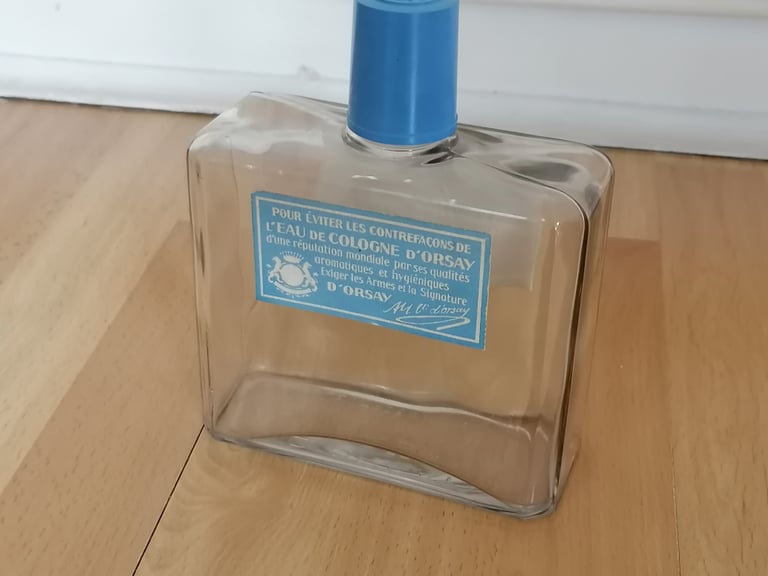 POUR ÉVITER LES CONTREFAÇONS DE
L'EAU DE COLOGNE D'ORSAY
d'une réputation mondiale par ses qualités
aromatiques et hygiéniques
Exiger les Armes et la Signature
D'ORSAY
d'orsay